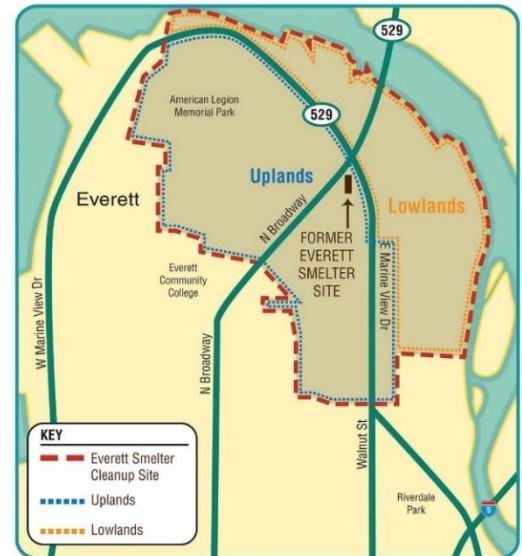 529
American Legion
Memorial Park
529
Uplands
Lowlands
Everett
N Broadway
FORMER
EVERETT
SMELTER
SITE
E Marine View Dr
Everett
Community
College
W Marine View Dr
N Broadway
Walnut St
Riverdale
Park
5
KEY
Everett Smelter
Cleanup Site
Uplands
Lowlands